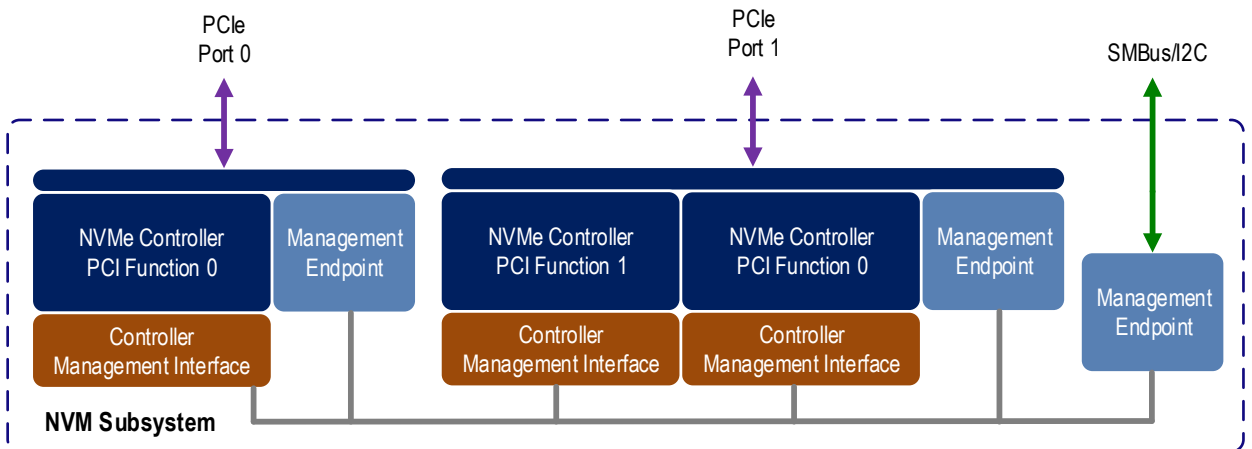 PCIe
Port 0
PCIe
Port 1
SMBus/I2C
NVMe Controller
PCI Function 0
Management
Endpoint
NVMe Controller
PCI Function 1
NVMe Controller
PCI Function 0
Management
Endpoint
Management
Endpoint
Controller
Management Interface
Controller
Management Interface
Controller
Management Interface
NVM Subsystem